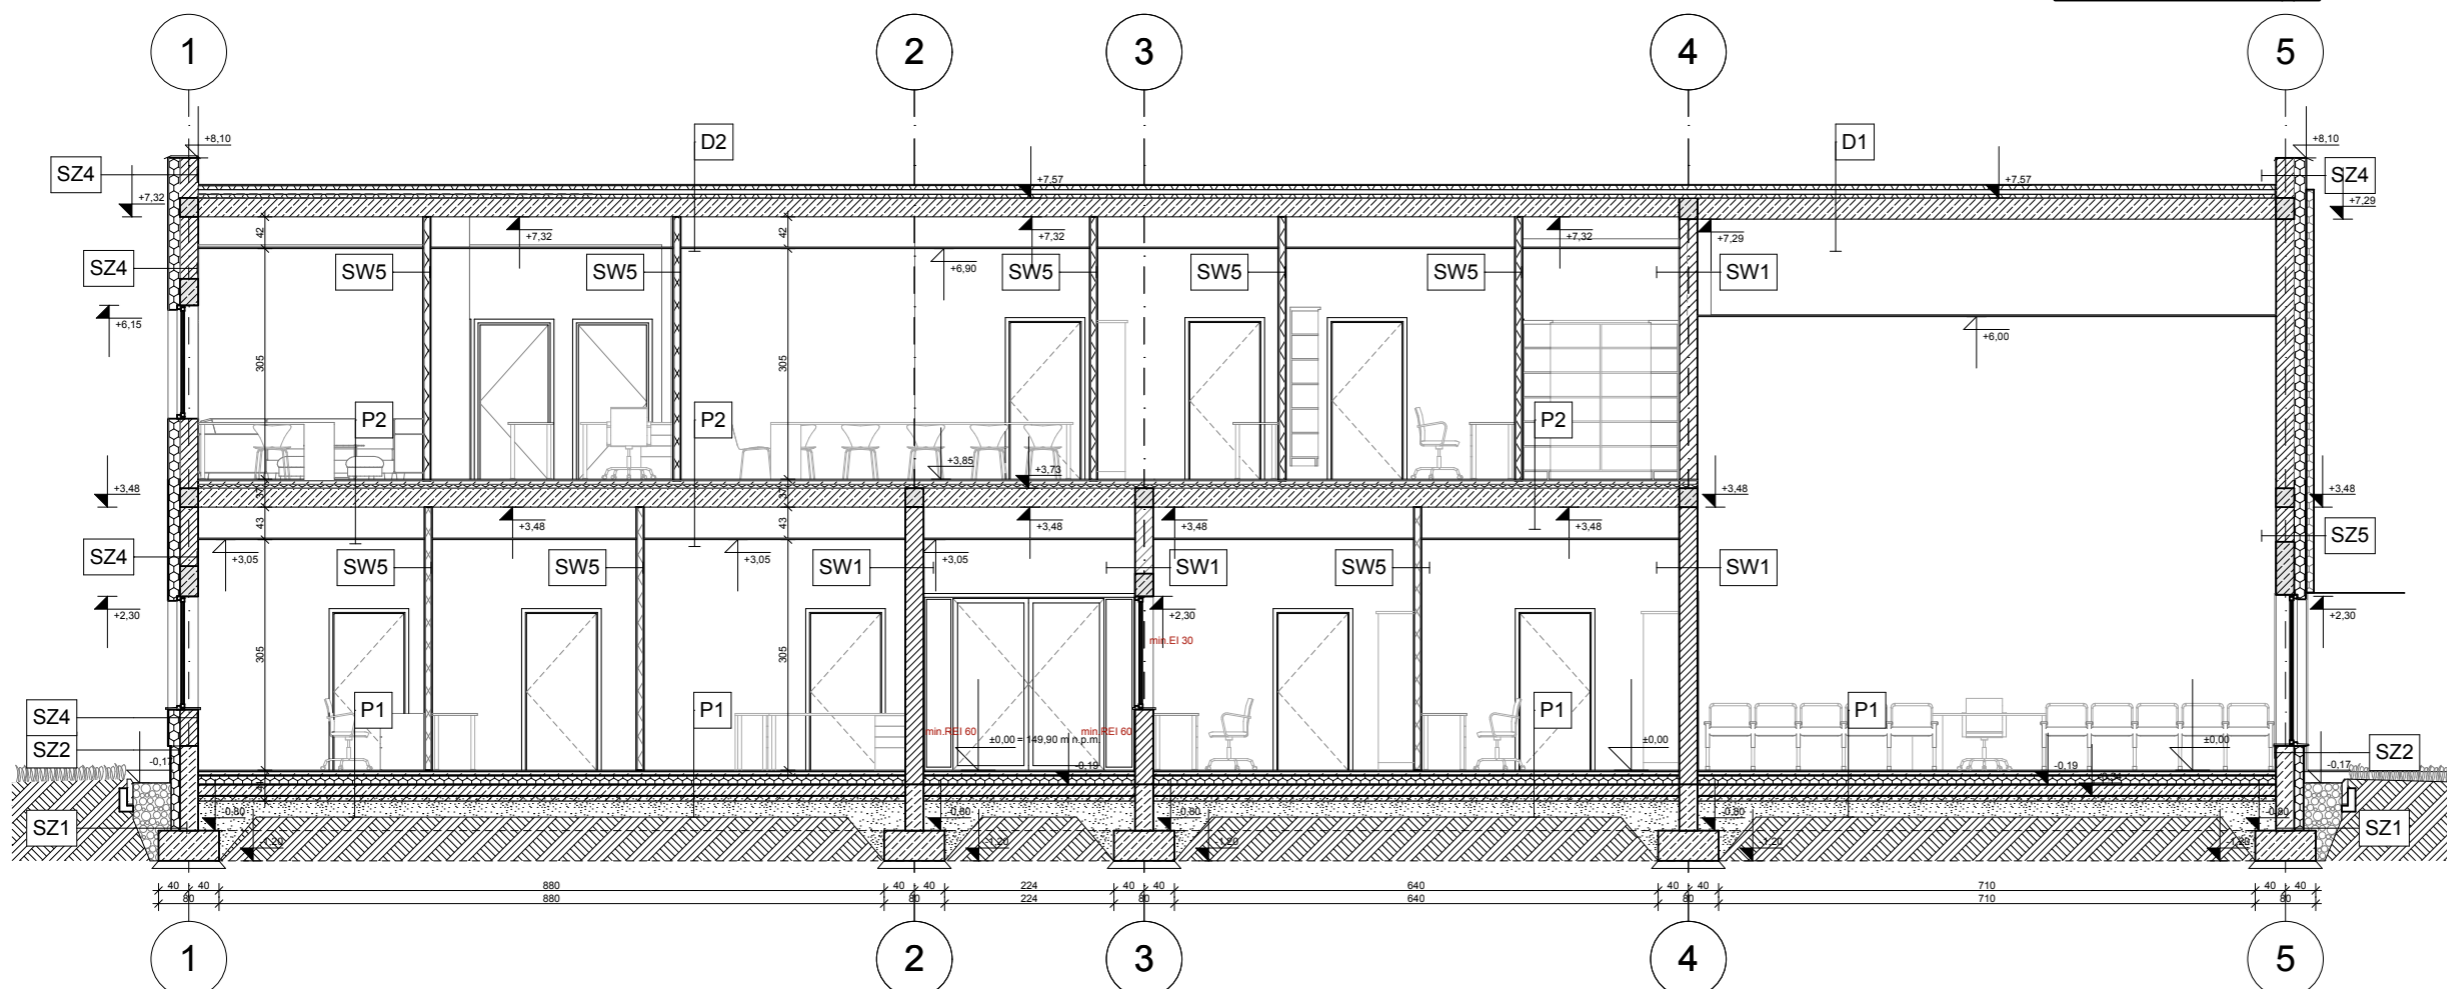 1 2 3 4 5
+8,10 D2 D1 +8,10
SZ4 +7,57 +7,57 SZ4
+7,32 +7,29
42 +7,32 42 +7,32 +7,32 +7,29
SZ4 SW5 SW5 +6,90 SW5 SW5 SW5 SW1
+6,15 +6,00
305 305
P2 P2 P2
+3,85 +3,73
+3,48 37 37 +3,48 +3,48
43 +3,48 43 +3,48 +3,48 +3,48
SZ4 +3,05 +3,05 +3,05 SZ5
SW5 SW5 SW1 SW1 SW5 SW1
+2,30 +2,30 +2,30
305 305 min.EI 30
SZ4 P1 P1 P1 P1
min.REI 60 min.REI 60
SZ2 ±0,00 = 149,90 m n.p.m. ±0,00 ±0,00 SZ2
-0,17 -0,19 -0,19 -0,17
-0,80 -0,80 -0,80 -0,80 -0,80
SZ1 SZ1
-1,20 -1,20 -1,20 -1,20 -1,20
40 40 880 40 40 224 40 40 640 40 40 710 40 40
80 880 80 224 80 640 80 710 80
1 2 3 4 5